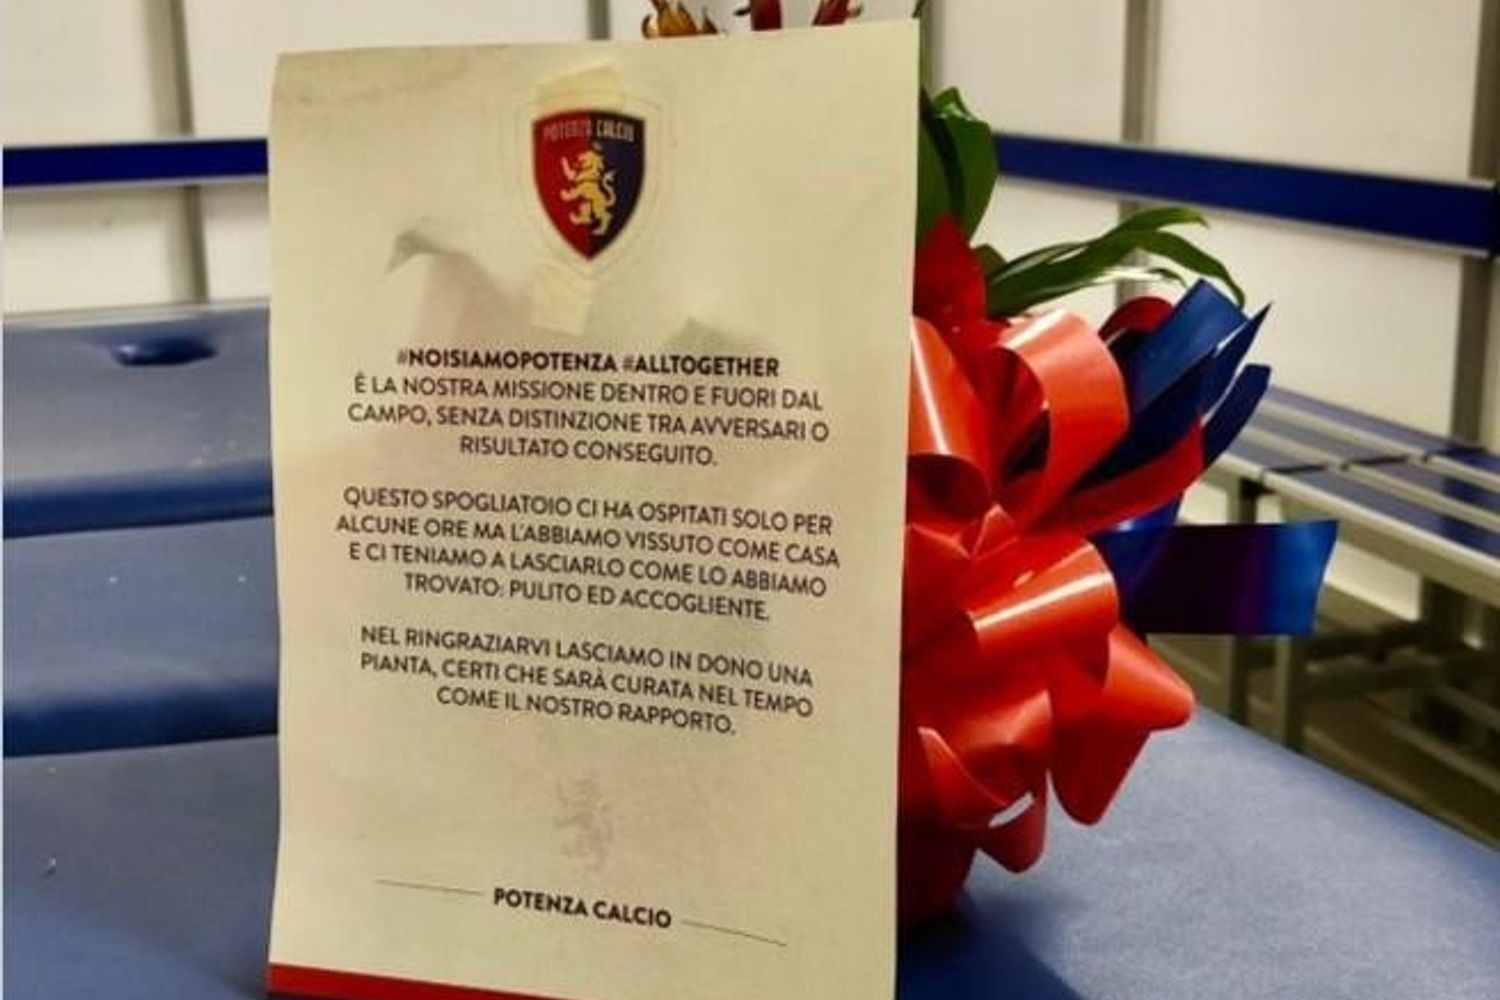 POTENZA CALCIO
#NOISIAMOPOTENZA #ALLTOGETHER
È LA NOSTRA MISSIONE DENTRO E FUORI DAL
CAMPO, SENZA DISTINZIONE TRA AVVERSARI O
RISULTATO CONSEGUITO.
QUESTO SPOGLIATOIO CI HA OSPITATI SOLO PER
ALCUNE ORE MA L'ABBIAMO VISSUTO COME CASA
E CI TENIAMO A LASCIARLO COME LO ABBIAMO
TROVATO: PULITO ED ACCOGLIENTE.
NEL RINGRAZIARVI LASCIAMO IN DONO UNA
PIANTA, CERTI CHE SARÀ CURATA NEL TEMPO
COME IL NOSTRO RAPPORTO.
POTENZA CALCIO